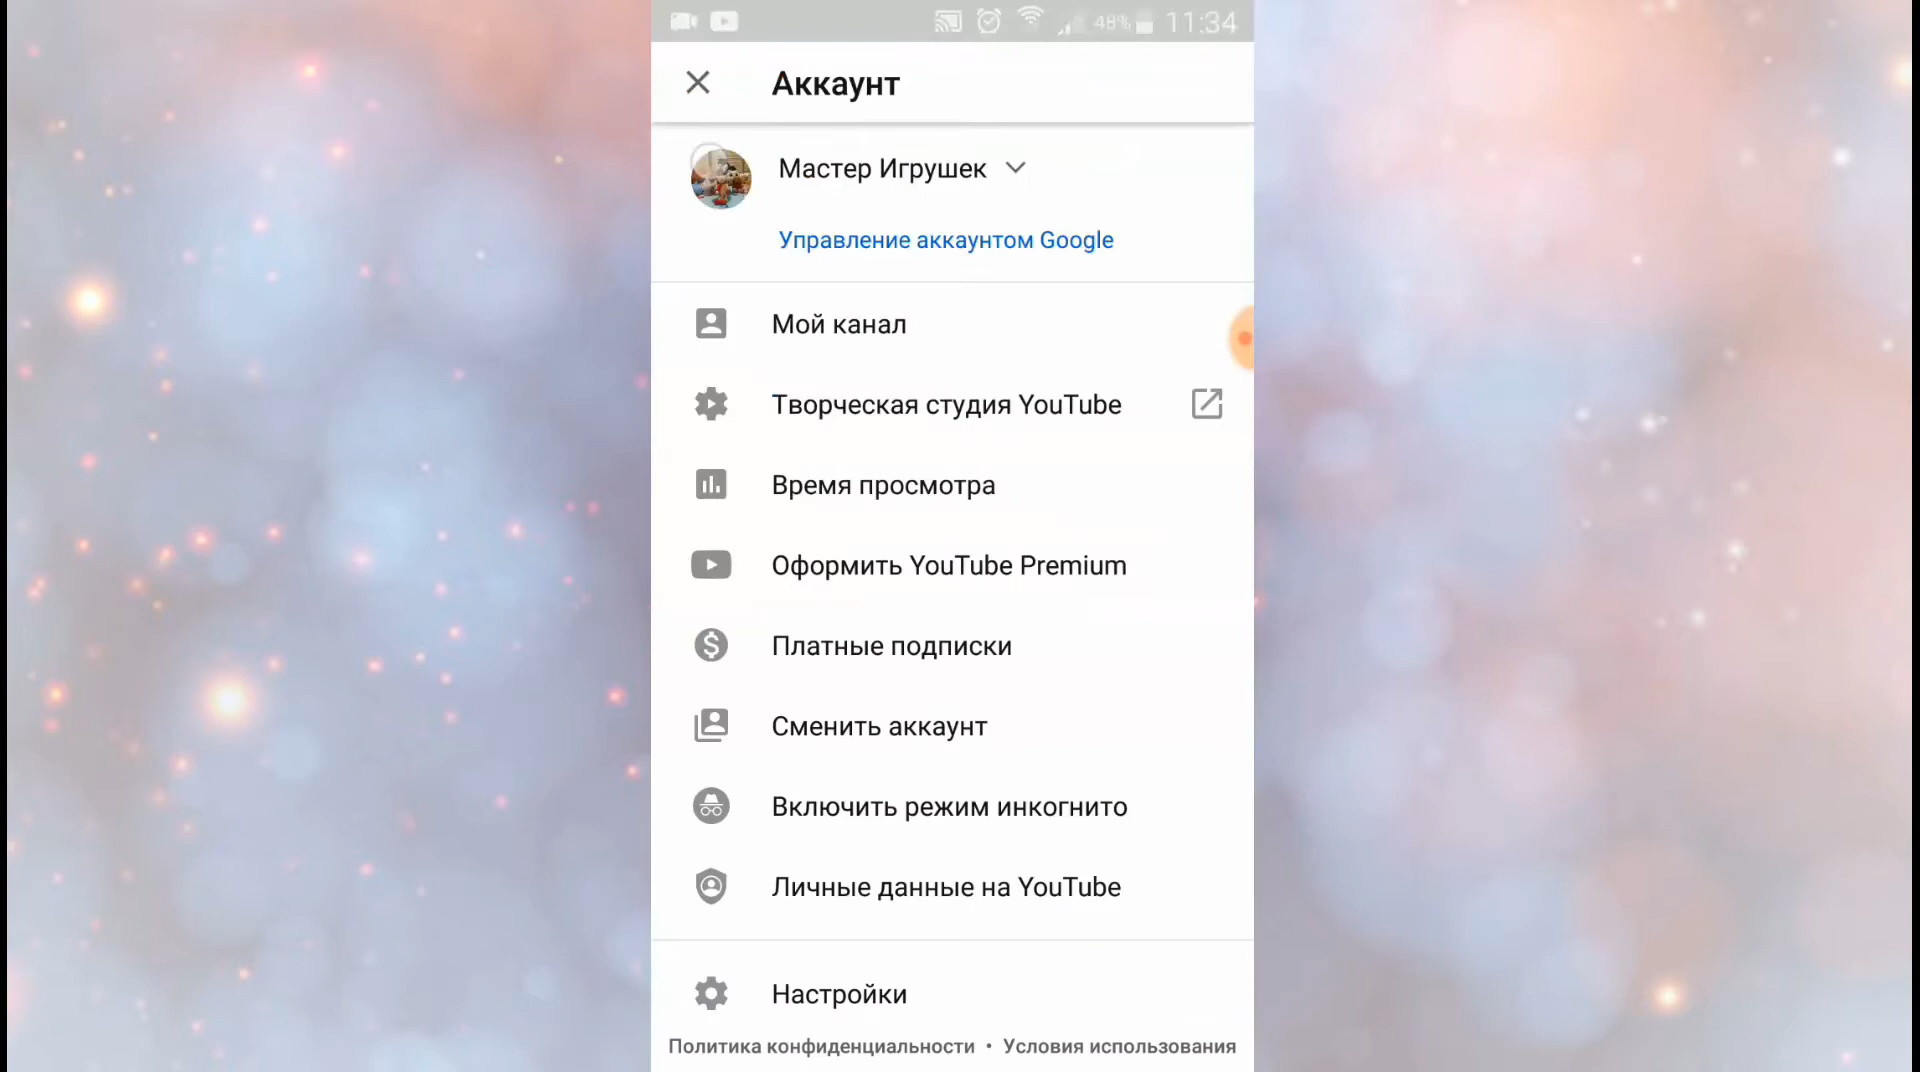 48% 11:34
Аккаунт
Мастер Игрушек
Управление аккаунтом Google
Мой канал
Творческая студия YouTube
Время просмотра
Оформить YouTube Premium
Платные подписки
Сменить аккаунт
Включить режим инкогнито
Личные данные на YouTube
Настройки
Политика конфиденциальности • Условия использования